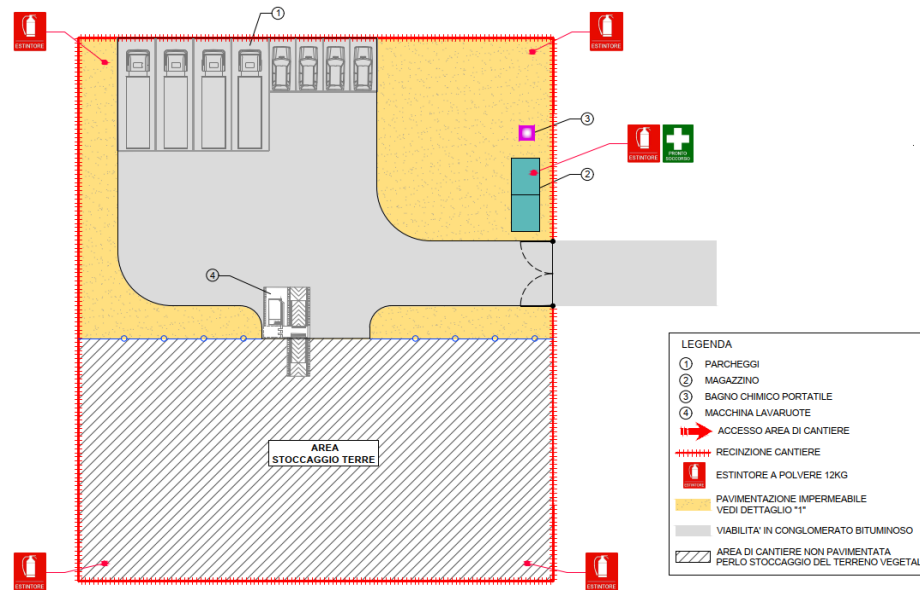 1
ESTINTORE
ESTINTORE
3
ESTINTORE
PRONTO
SOCCORSO
2
4
AREA
STOCCAGGIO TERRE
ESTINTORE
ESTINTORE
LEGENDA
1 PARCHEGGI
2 MAGAZZINO
3 BAGNO CHIMICO PORTATILE
4 MACCHINA LAVARUOTE
ACCESSO AREA DI CANTIERE
RECINZIONE CANTIERE
ESTINTORE
ESTINTORE A POLVERE 12KG
PAVIMENTAZIONE IMPERMEABILE
VEDI DETTAGLIO "1"
VIABILITA' IN CONGLOMERATO BITUMINOSO
AREA DI CANTIERE NON PAVIMENTATA
PERLO STOCCAGGIO DEL TERRENO VEGETAL